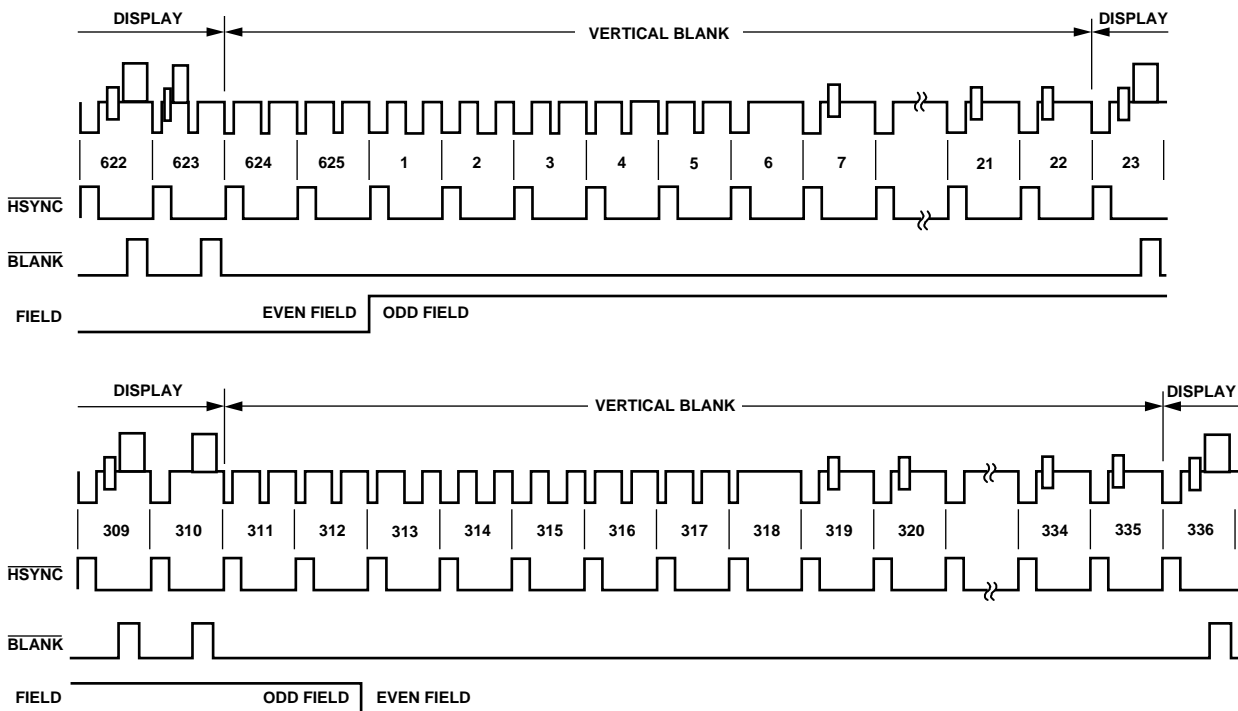 DISPLAY VERTICAL BLANK DISPLAY
622 623 624 625 1 2 3 4 5 6 7 21 22 23
HSYNC
BLANK
FIELD EVEN FIELD ODD FIELD
DISPLAY VERTICAL BLANK DISPLAY
309 310 311 312 313 314 315 316 317 318 319 320 334 335 336
HSYNC
BLANK
FIELD ODD FIELD EVEN FIELD